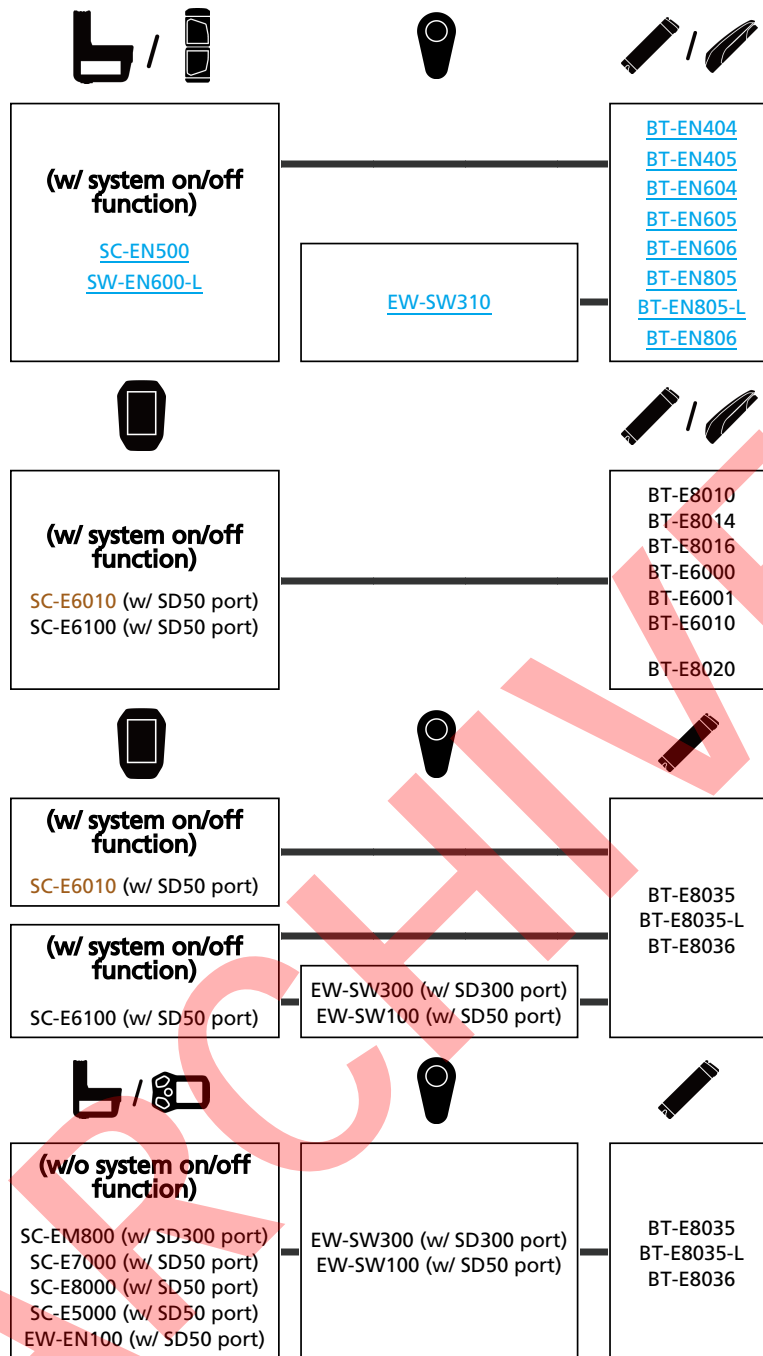 /
/
(w/ system on/off
function)
SC-EN500
SW-EN600-L
EW-SW310
BT-EN404
BT-EN405
BT-EN604
BT-EN605
BT-EN606
BT-EN805
BT-EN805-L
BT-EN806
/
(w/ system on/off
function)
SC-E6010 (w/ SD50 port)
SC-E6100 (w/ SD50 port)
BT-E8010
BT-E8014
BT-E8016
BT-E6000
BT-E6001
BT-E6010
BT-E8020
(w/ system on/off
function)
SC-E6010 (w/ SD50 port)
(w/ system on/off
function)
SC-E6100 (w/ SD50 port)
EW-SW300 (w/ SD300 port)
EW-SW100 (w/ SD50 port)
BT-E8035
BT-E8035-L
BT-E8036
/
(w/o system on/off
function)
SC-EM800 (w/ SD300 port)
SC-E7000 (w/ SD50 port)
SC-E8000 (w/ SD50 port)
SC-E5000 (w/ SD50 port)
EW-EN100 (w/ SD50 port)
EW-SW300 (w/ SD300 port)
EW-SW100 (w/ SD50 port)
BT-E8035
BT-E8035-L
BT-E8036
ARCHIVE